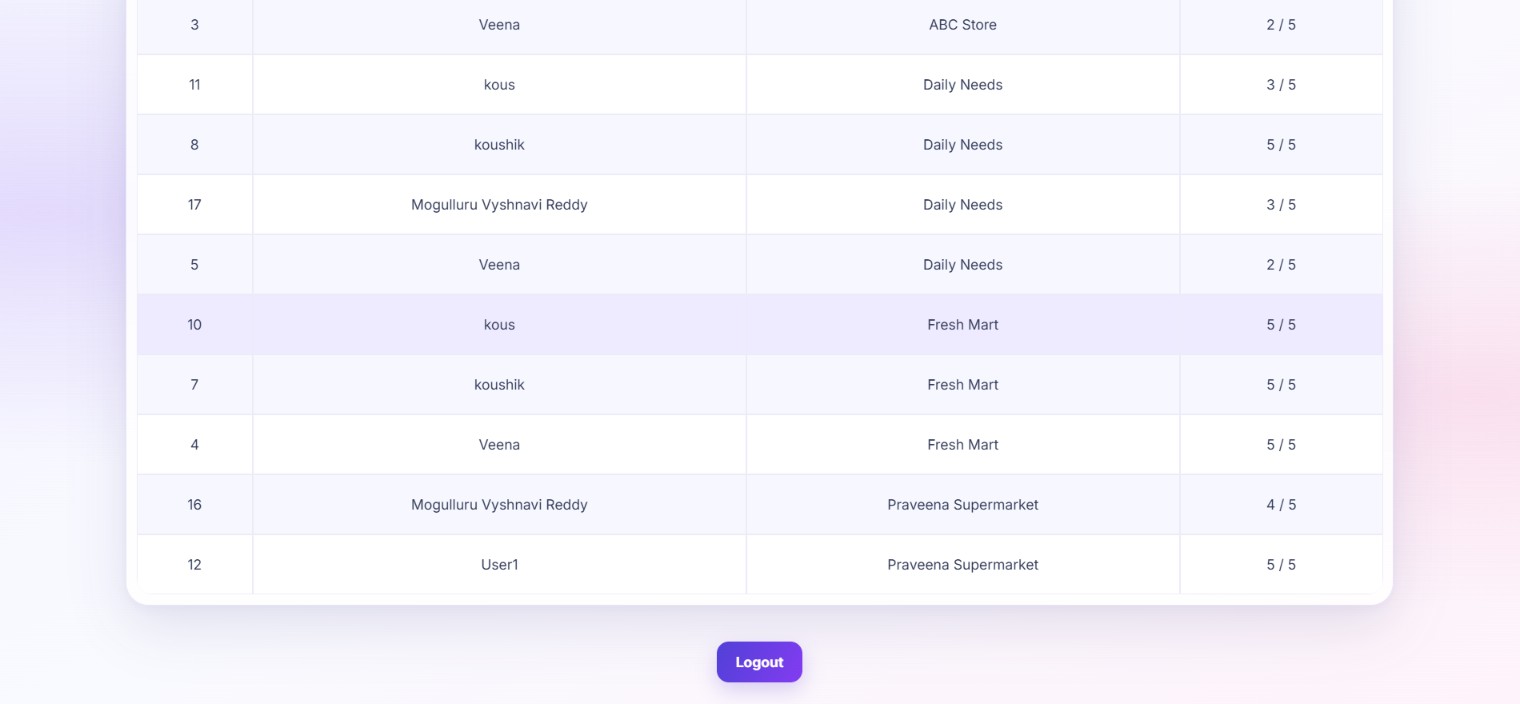 3 Veena ABC Store 2 / 5
11 kous Daily Needs 3 / 5
8 koushik Daily Needs 5 / 5
17 Mogulluru Vyshnavi Reddy Daily Needs 3 / 5
5 Veena Daily Needs 2 / 5
10 kous Fresh Mart 5 / 5
7 koushik Fresh Mart 5 / 5
4 Veena Fresh Mart 5 / 5
16 Mogulluru Vyshnavi Reddy Praveena Supermarket 4 / 5
12 User1 Praveena Supermarket 5 / 5
Logout